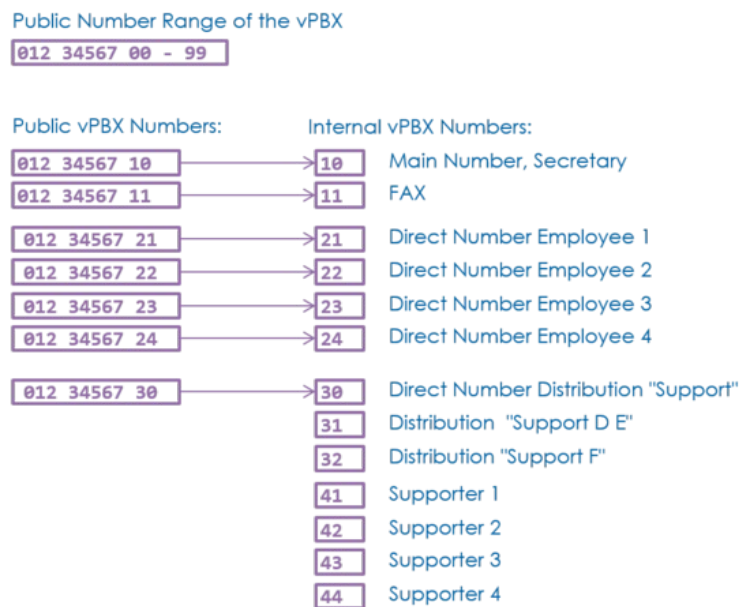 Public Number Range of the vPBX
012 34567 00 - 99
Public vPBX Numbers: Internal vPBX Numbers:
012 34567 10 10 Main Number, Secretary
012 34567 11 11 FAX
012 34567 21 21 Direct Number Employee 1
012 34567 22 22 Direct Number Employee 2
012 34567 23 23 Direct Number Employee 3
012 34567 24 24 Direct Number Employee 4
012 34567 30 30 Direct Number Distribution "Support"
31 Distribution "Support D E"
32 Distribution "Support F"
41 Supporter 1
42 Supporter 2
43 Supporter 3
44 Supporter 4